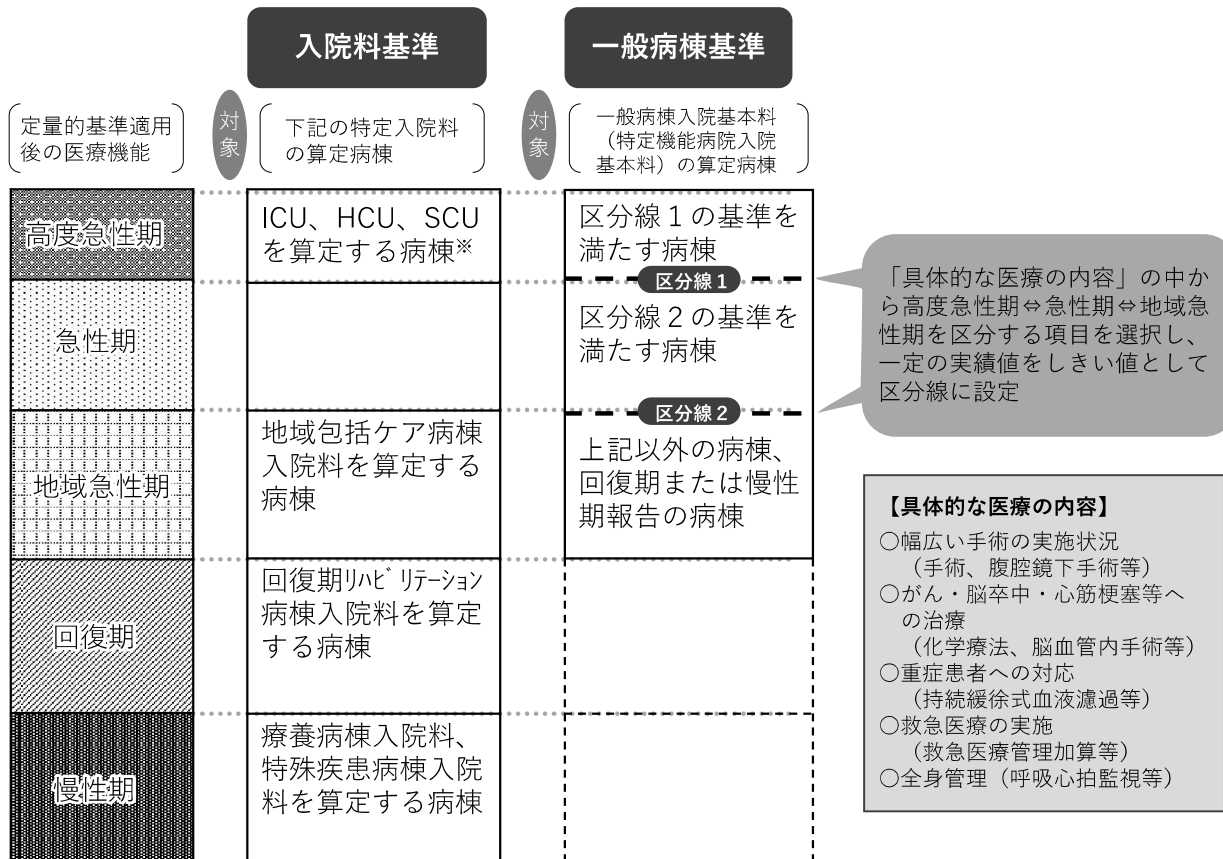 入院料基準
一般病棟基準
定量的基準適用
後の医療機能
対象
下記の特定入院料
の算定病棟
対象
一般病棟入院基本料
（特定機能病院入院
基本料）の算定病棟
高度急性期
ICU、HCU、SCU
を算定する病棟※
区分線１の基準を
満たす病棟
区分線１
急性期
区分線２の基準を
満たす病棟
区分線２
地域急性期
地域包括ケア病棟
入院料を算定する
病棟
上記以外の病棟、
回復期または慢性
期報告の病棟
回復期
回復期ﾘﾊﾋﾞﾘﾃｰｼｮﾝ
病棟入院料を算定
する病棟
慢性期
療養病棟入院料、
特殊疾患病棟入院
料を算定する病棟
「具体的な医療の内容」の中か
ら高度急性期⇔急性期⇔地域急
性期を区分する項目を選択し、
一定の実績値をしきい値として
区分線に設定
【具体的な医療の内容】
○幅広い手術の実施状況
（手術、腹腔鏡下手術等）
○がん・脳卒中・心筋梗塞等へ
の治療
（化学療法、脳血管内手術等）
○重症患者への対応
（持続緩徐式血液濾過等）
○救急医療の実施
（救急医療管理加算等）
○全身管理（呼吸心拍監視等）